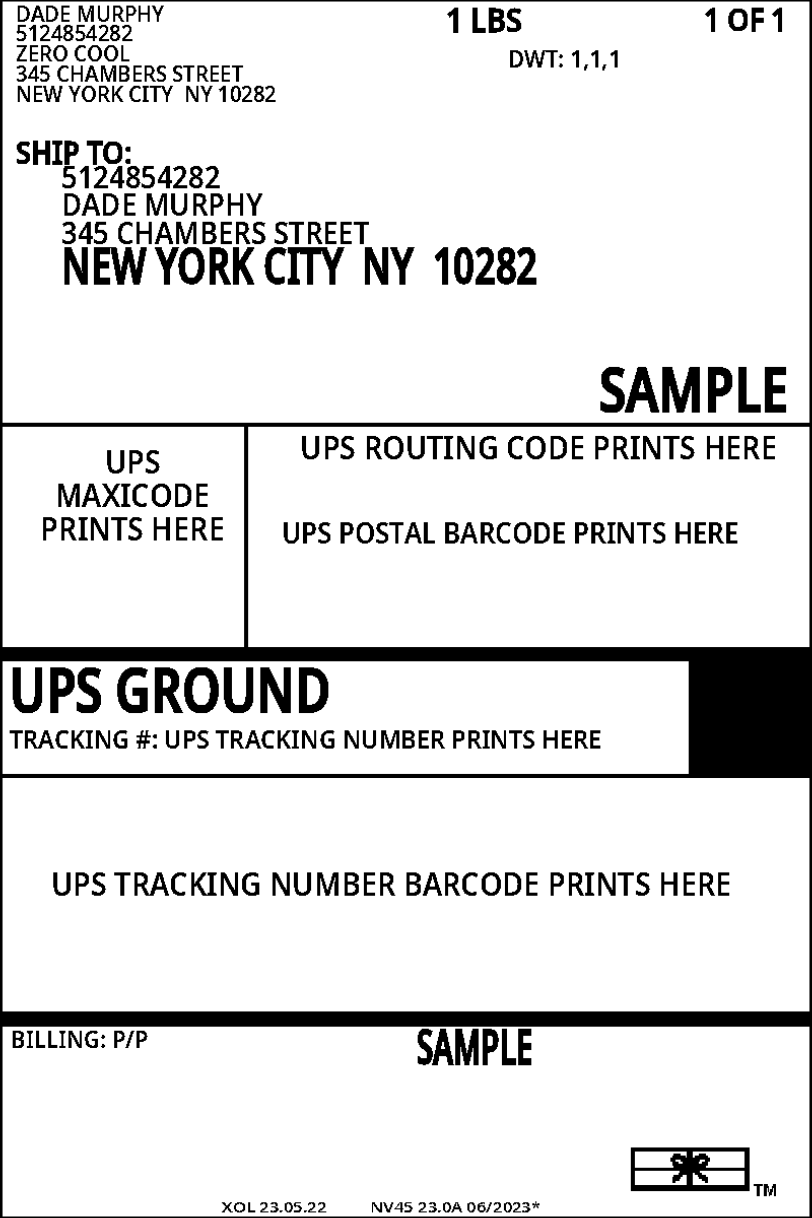 DADE MURPHY
5124854282
ZERO COOL
345 CHAMBERS STREET
NEW YORK CITY NY 10282
1 LBS
1 OF 1
DWT: 1,1,1
SHIP TO:
5124854282
DADE MURPHY
345 CHAMBERS STREET
NEW YORK CITY NY 10282
SAMPLE
UPS
MAXICODE
PRINTS HERE
UPS ROUTING CODE PRINTS HERE
UPS POSTAL BARCODE PRINTS HERE
UPS GROUND
TRACKING #: UPS TRACKING NUMBER PRINTS HERE
UPS TRACKING NUMBER BARCODE PRINTS HERE
BILLING: P/P
SAMPLE
TM
XOL 23.05.22 NV45 23.0A 06/2023*